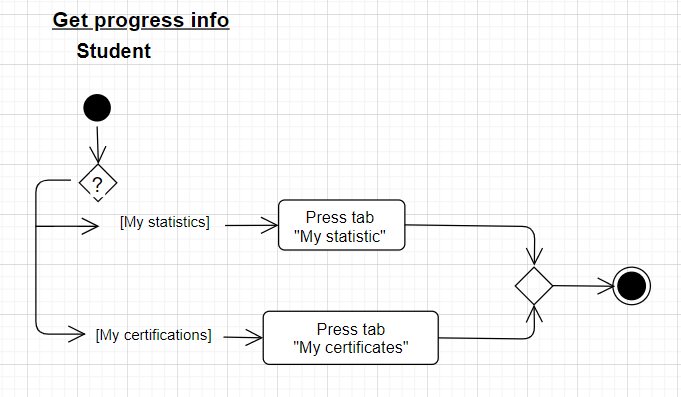 Get progress info
Student
?
[My statistics]
Press tab
"My statistic"
[My certifications]
Press tab
"My certificates"